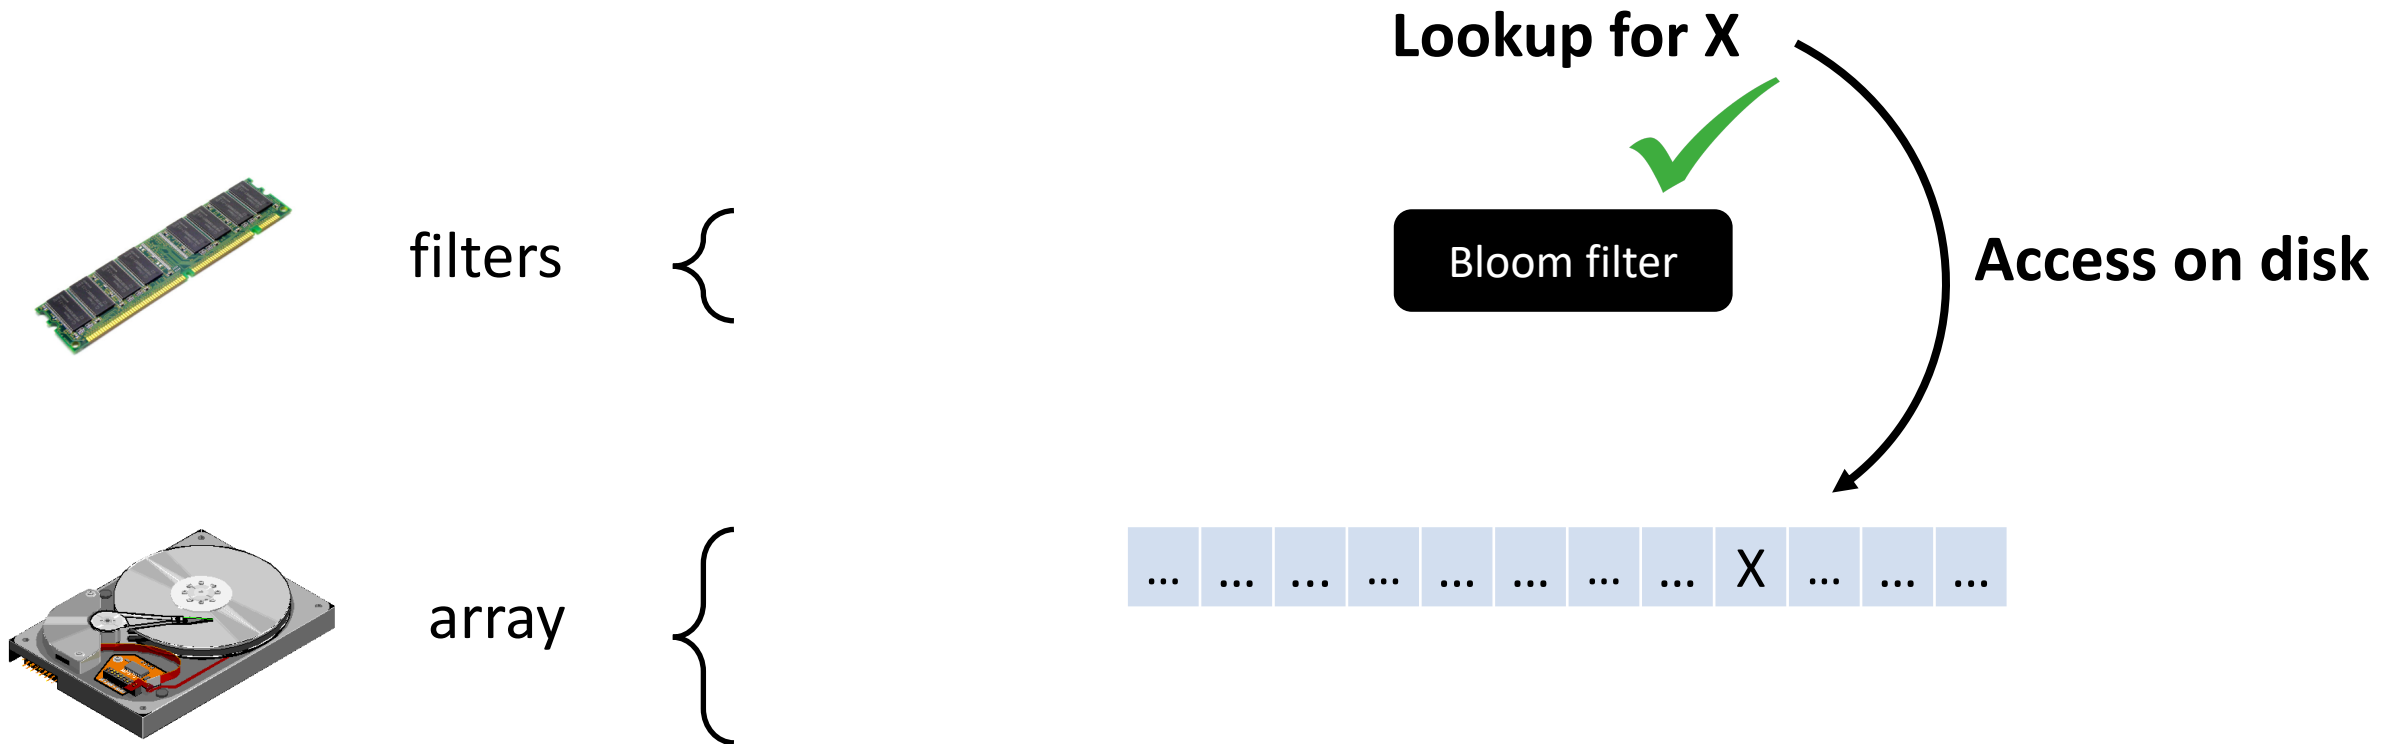 Lookup for X
filters
Bloom filter
Access on disk
... ... ... ... ... ... ... ... X ... ... ...
array